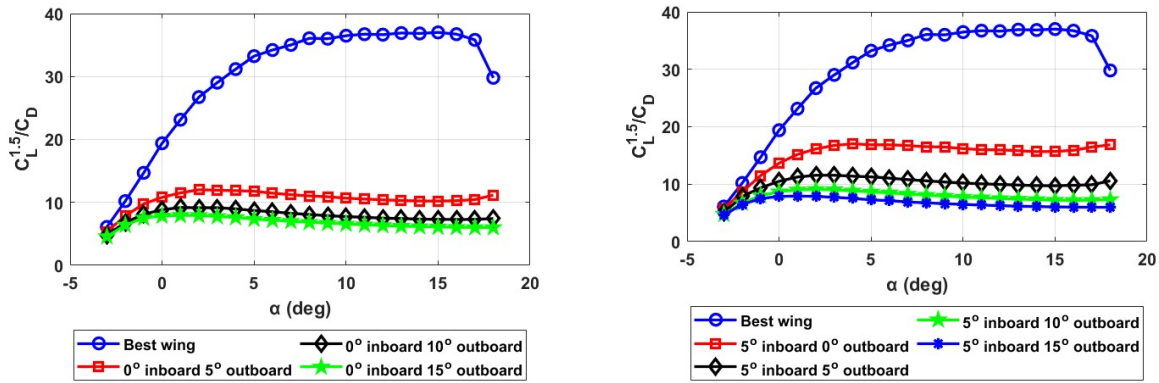 40
30
20
10
0
C_L^1.5/C_D
-5 0 5 10 15 20
α (deg)
Best wing
0° inboard 5° outboard
0° inboard 10° outboard
0° inboard 15° outboard
40
30
20
10
0
C_L^1.5/C_D
-5 0 5 10 15 20
α (deg)
Best wing
5° inboard 0° outboard
5° inboard 5° outboard
5° inboard 10° outboard
5° inboard 15° outboard